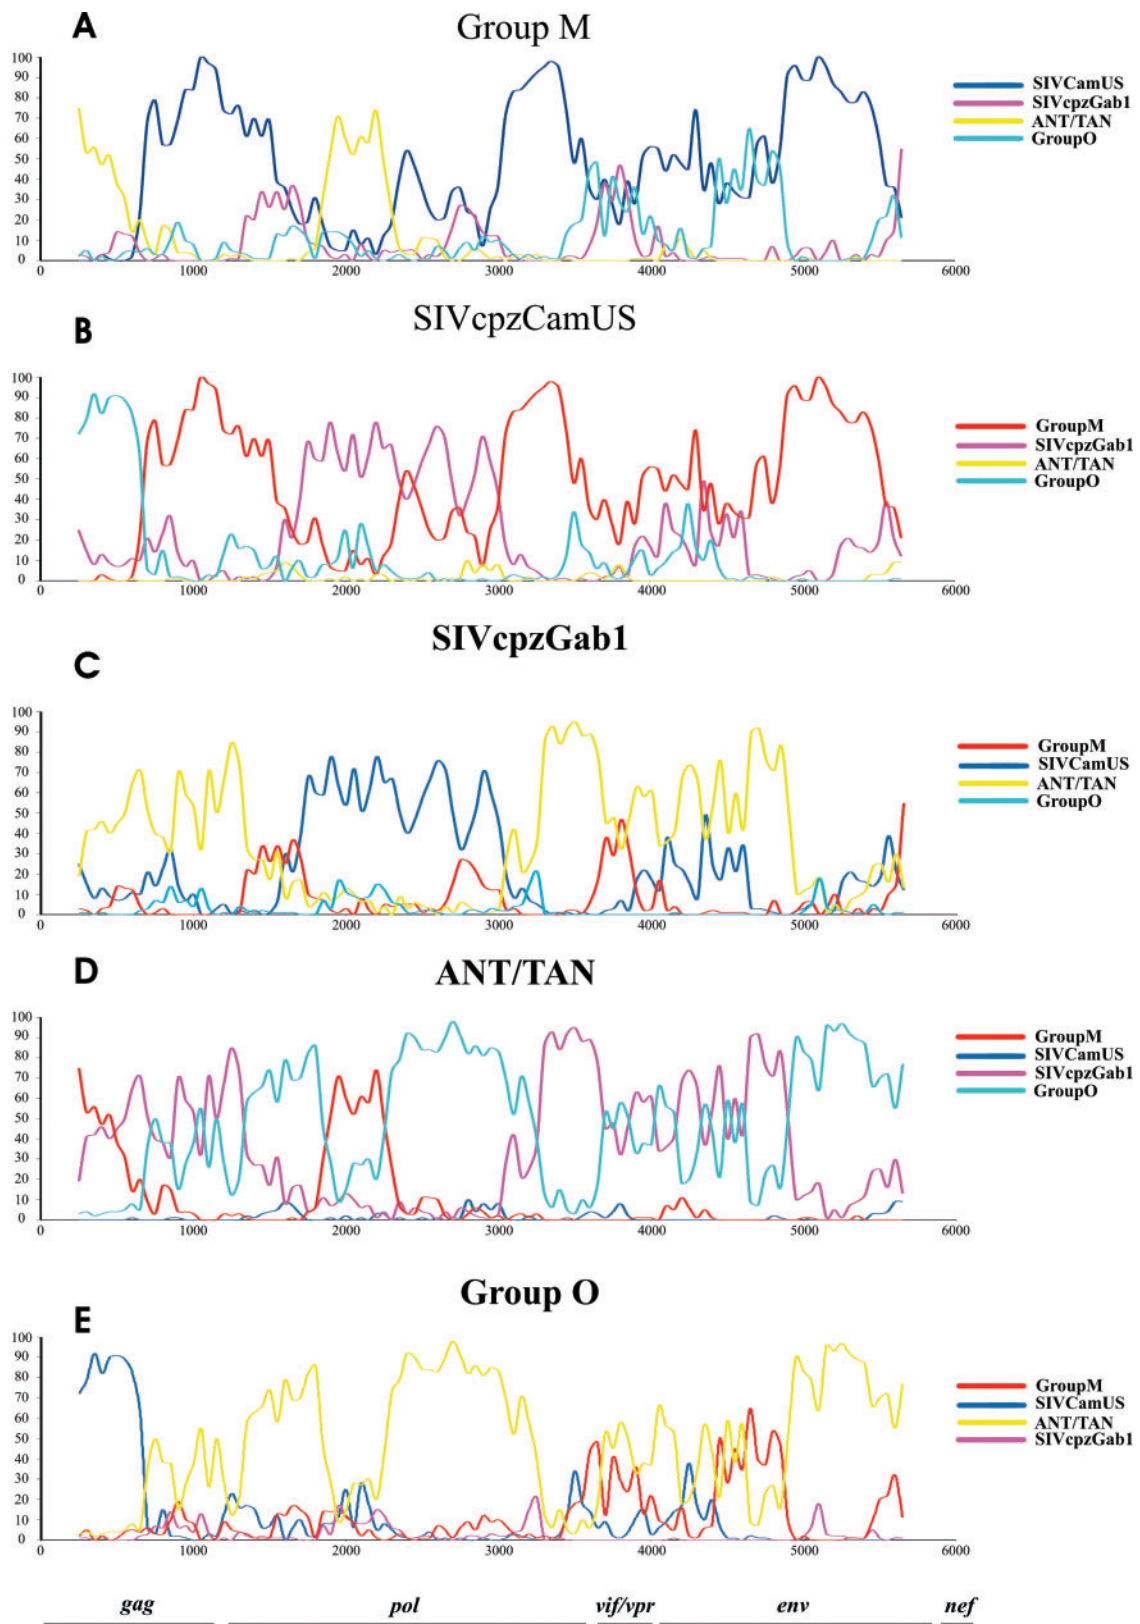 A
Group M
100
90
80
70
60
50
40
30
20
10
0
0 1000 2000 3000 4000 5000 6000
SIVCamUS
SIVcpzGab1
ANT/TAN
GroupO
B
SIVcpzCamUS
100
90
80
70
60
50
40
30
20
10
0
0 1000 2000 3000 4000 5000 6000
GroupM
SIVcpzGab1
ANT/TAN
GroupO
C
SIVcpzGab1
100
90
80
70
60
50
40
30
20
10
0
0 1000 2000 3000 4000 5000 6000
GroupM
SIVCamUS
ANT/TAN
GroupO
D
ANT/TAN
100
90
80
70
60
50
40
30
20
10
0
0 1000 2000 3000 4000 5000 6000
GroupM
SIVCamUS
SIVcpzGab1
GroupO
E
Group O
100
90
80
70
60
50
40
30
20
10
0
0 1000 2000 3000 4000 5000 6000
GroupM
SIVCamUS
ANT/TAN
SIVcpzGab1
gag pol vif/vpr env nef